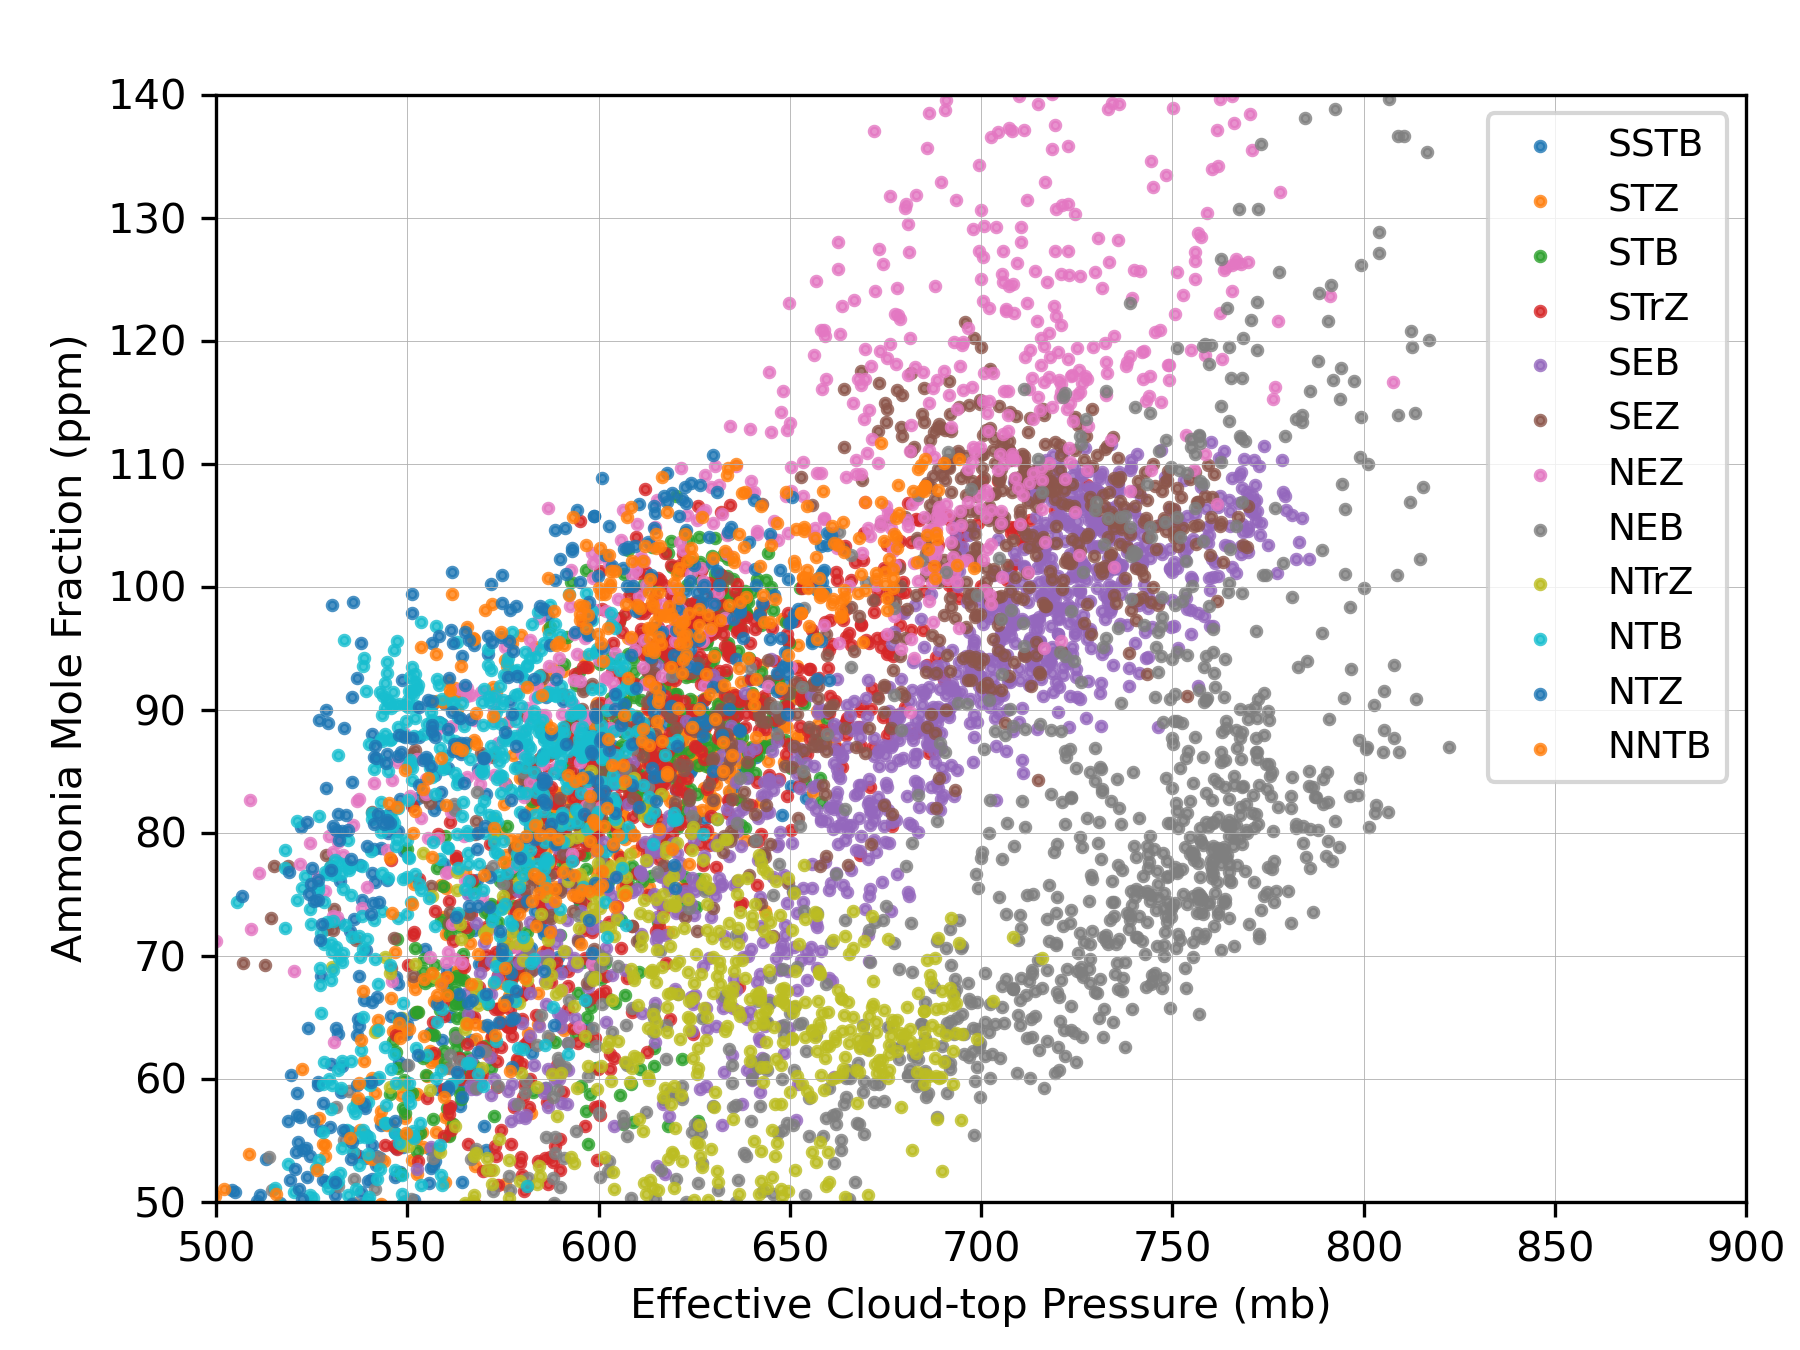 140
130
120
110
100
90
80
70
60
50
Ammonia Mole Fraction (ppm)
500 550 600 650 700 750 800 850 900
Effective Cloud-top Pressure (mb)
SSTB
STZ
STB
STrZ
SEB
SEZ
NEZ
NEB
NTrZ
NTB
NTZ
NNTB